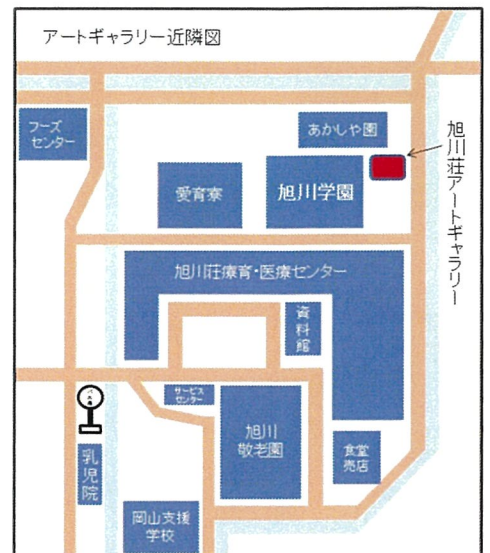 アートギャラリー近隣図
フーズ
センター
あかしや園
旭川荘アートギャラリー
愛育寮
旭川学園
旭川荘療育・医療センター
資料館
サービス
センター
バス停
旭川
敬老園
食堂
売店
乳児院
岡山支援
学校